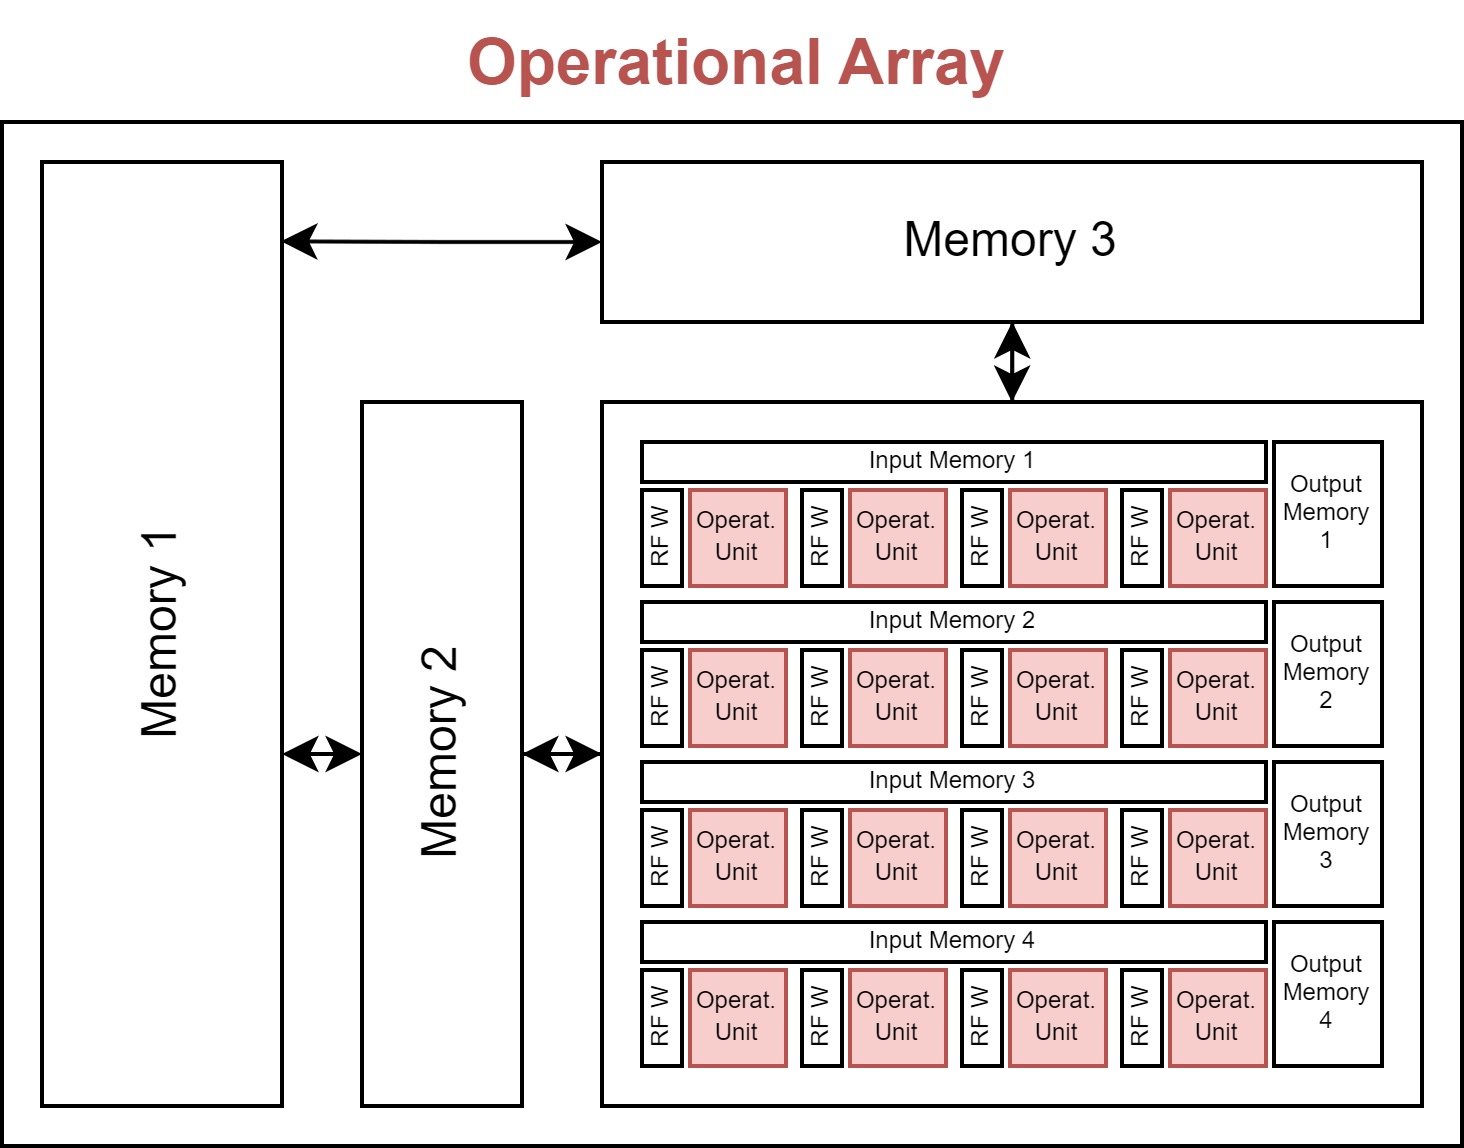 Operational Array
Memory 1
Memory 3
Memory 2
Input Memory 1
RF W
Operat.
Unit
RF W
Operat.
Unit
RF W
Operat.
Unit
RF W
Operat.
Unit
Output
Memory
1
Input Memory 2
RF W
Operat.
Unit
RF W
Operat.
Unit
RF W
Operat.
Unit
RF W
Operat.
Unit
Output
Memory
2
Input Memory 3
RF W
Operat.
Unit
RF W
Operat.
Unit
RF W
Operat.
Unit
RF W
Operat.
Unit
Output
Memory
3
Input Memory 4
RF W
Operat.
Unit
RF W
Operat.
Unit
RF W
Operat.
Unit
RF W
Operat.
Unit
Output
Memory
4